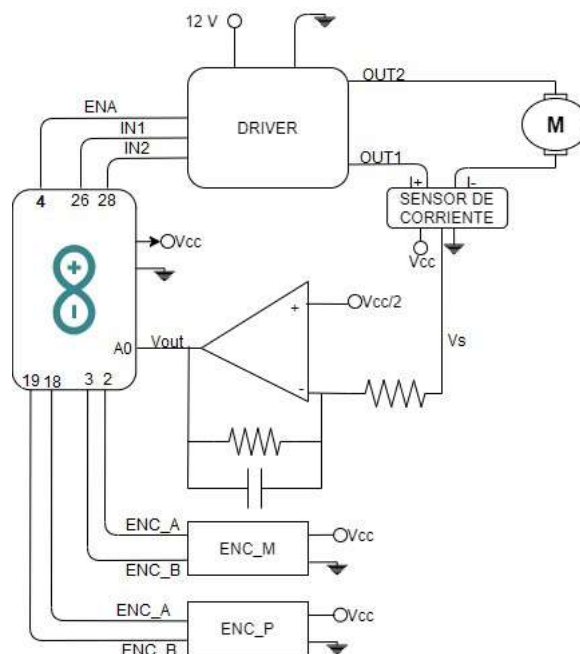 12 V
OUT2
ENA
DRIVER
M
IN1
IN2
OUT1
I+
I-
4
26
28
SENSOR DE
CORRIENTE
Vcc
Vcc
+
Vcc/2
A0
Vout
Vs
-
19
18
3
2
ENC_A
ENC_M
Vcc
ENC_B
ENC_A
ENC_P
Vcc
ENC_B